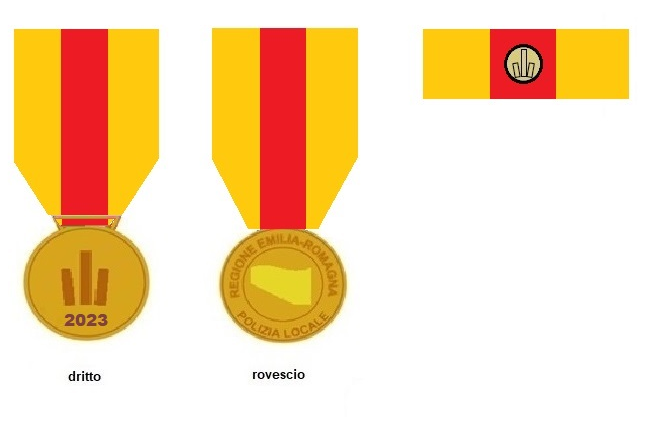 2023
REGIONE EMILIA-ROMAGNA
POLIZIA LOCALE
dritto
rovescio